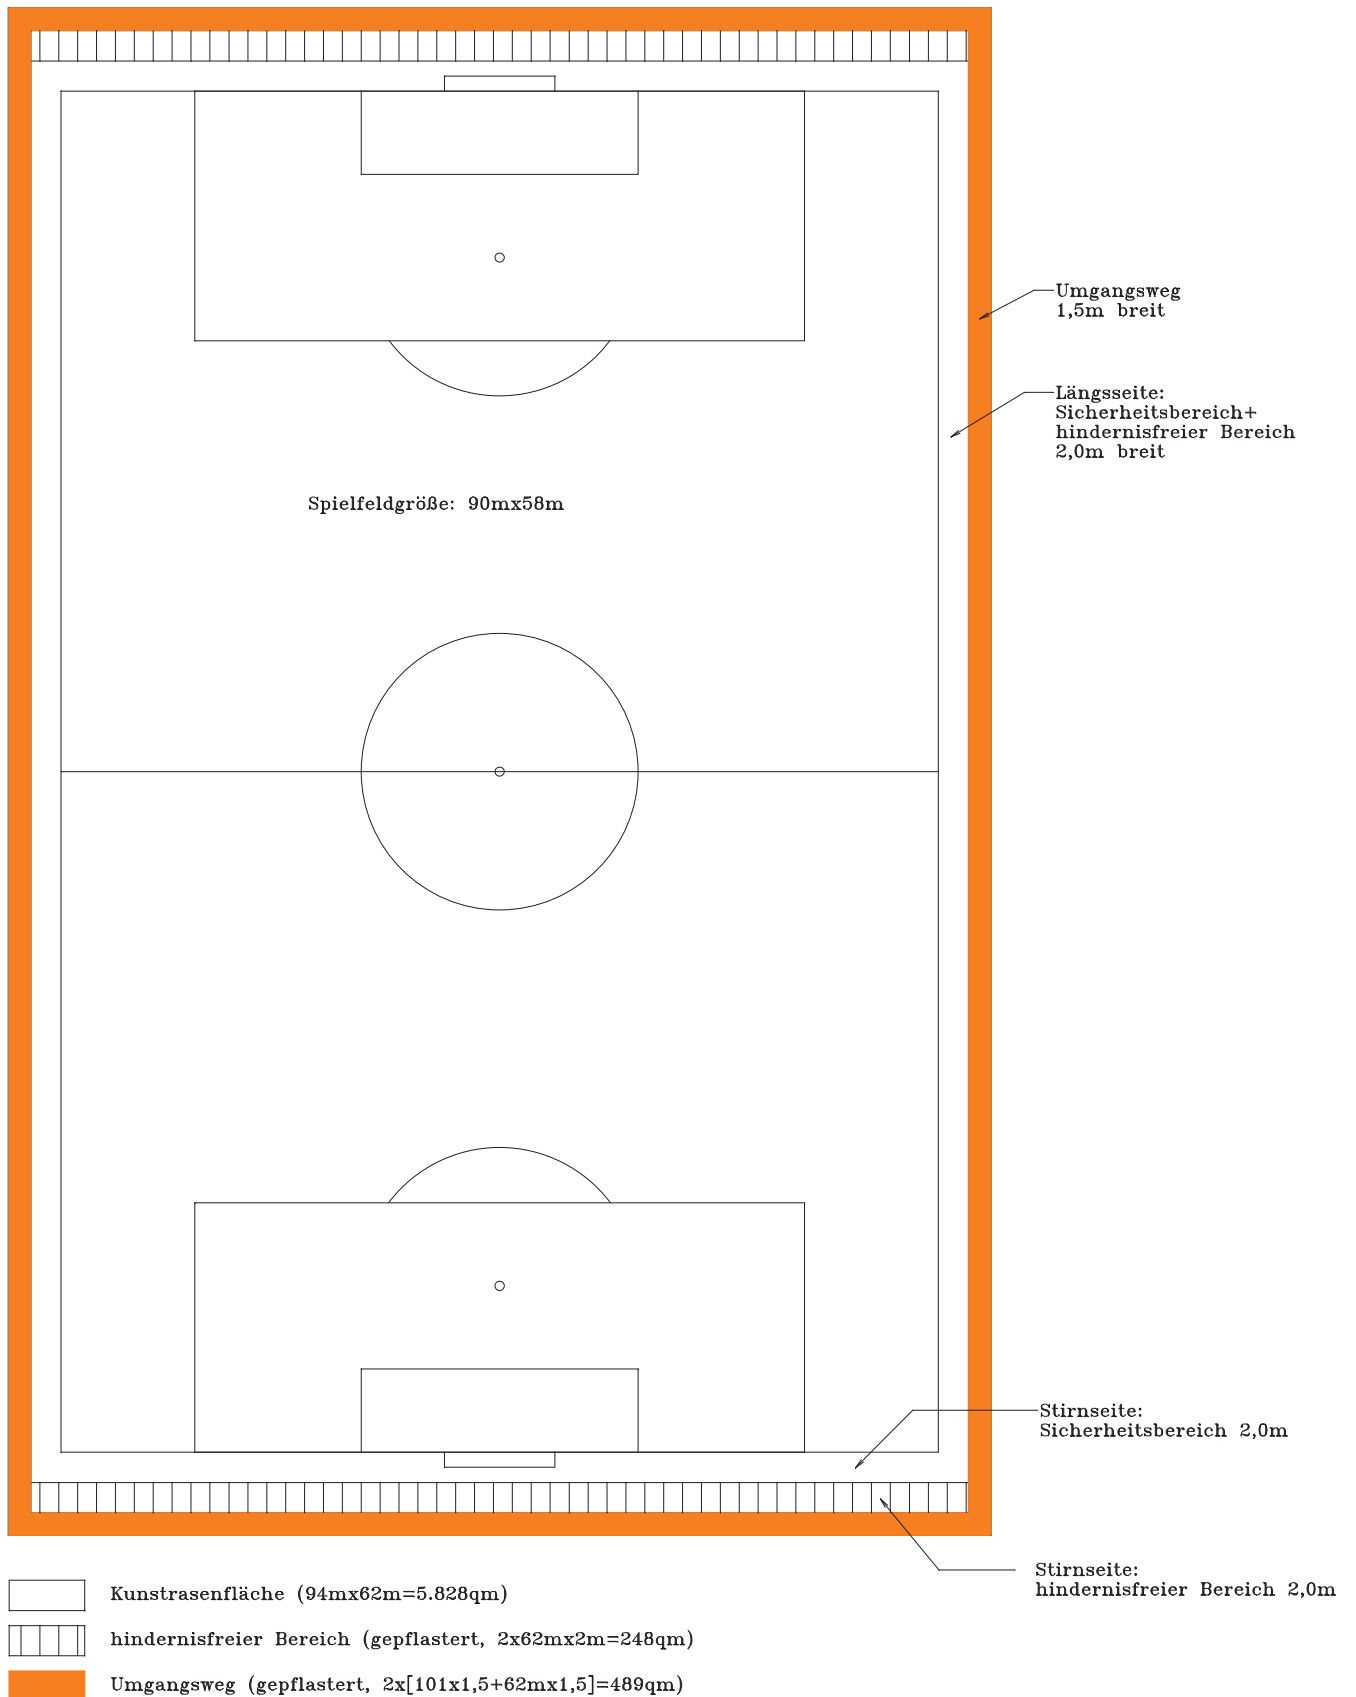 Umgangsweg
1,5m breit
Längsseite:
Sicherheitsbereich+
hindernisfreier Bereich
2,0m breit
Spielfeldgröße: 90mx58m
Stirnseite:
Sicherheitsbereich 2,0m
Stirnseite:
hindernisfreier Bereich 2,0m
Kunstrasenfläche (94mx62m=5.828qm)
hindernisfreier Bereich (gepflastert, 2x62mx2m=248qm)
Umgangsweg (gepflastert, 2x[101x1,5+62mx1,5]=489qm)